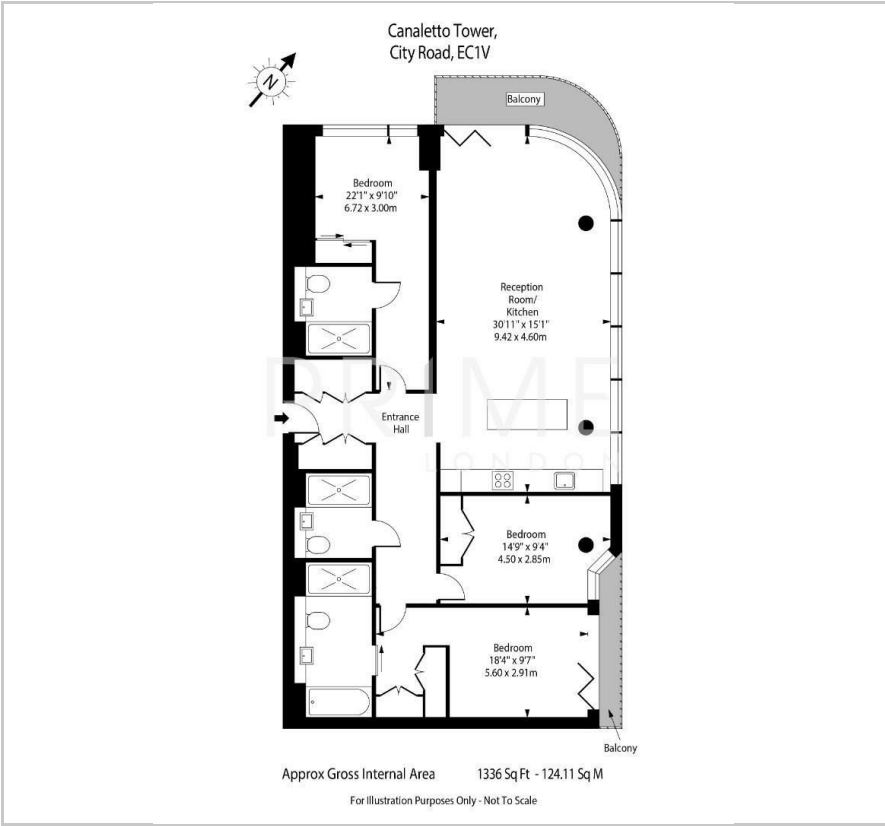 Canaletto Tower,
City Road, EC1V
N
Balcony
Bedroom
22'1" x 9'10"
6.72 x 3.00m
Reception
Room/
Kitchen
30'11" x 15'1"
9.42 x 4.60m
PRIME
LONDON
Entrance
Hall
Bedroom
14'9" x 9'4"
4.50 x 2.85m
Bedroom
18'4" x 9'7"
5.60 x 2.91m
Balcony
Approx Gross Internal Area 1336 Sq Ft - 124.11 Sq M
For Illustration Purposes Only - Not To Scale